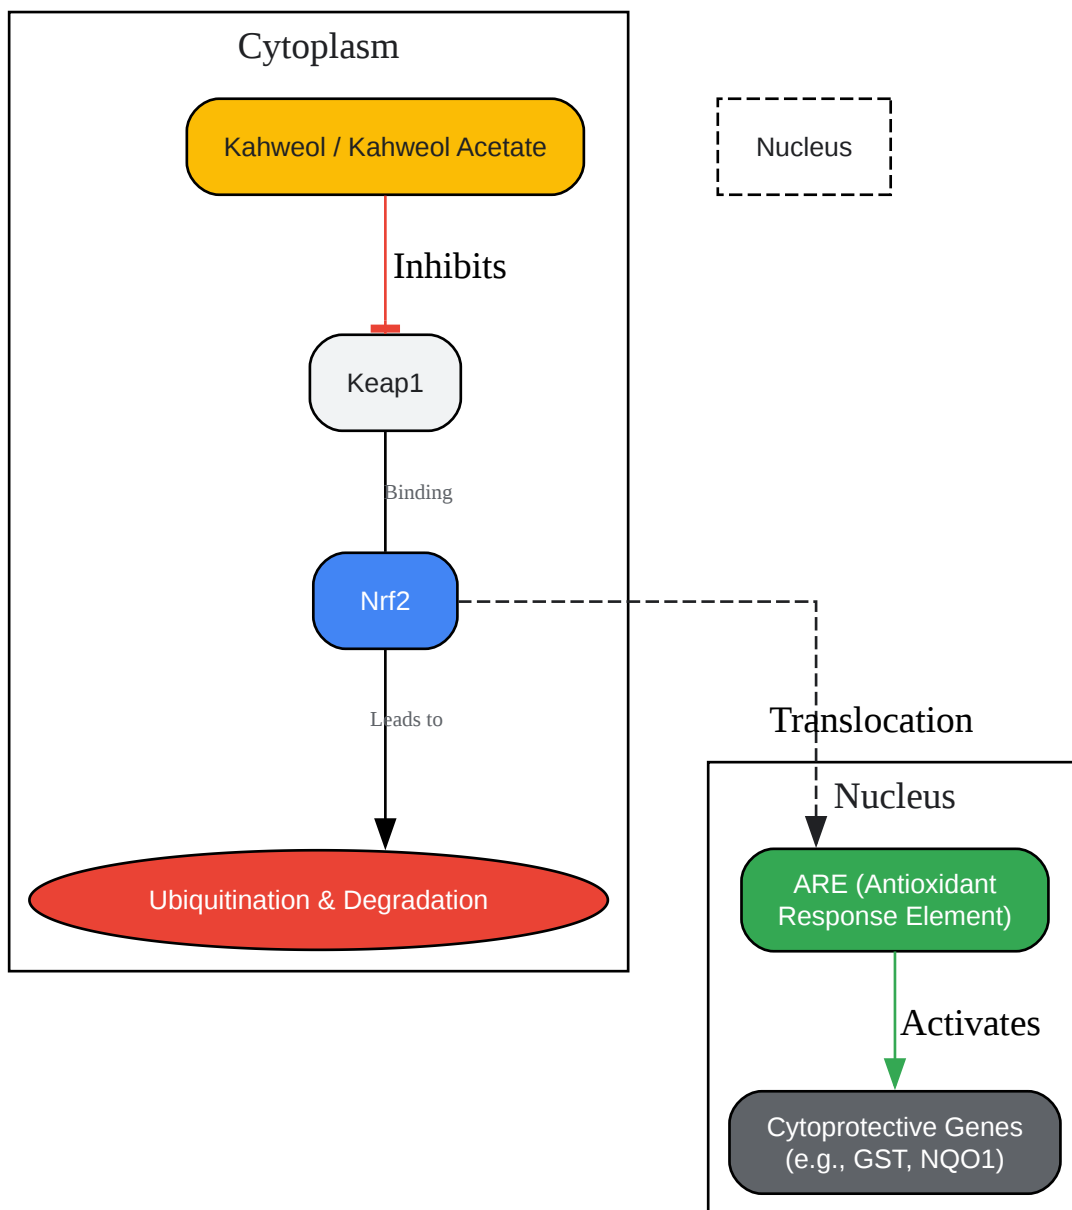 Cytoplasm
Kahweol / Kahweol Acetate
Nucleus
Inhibits
Keap1
Binding
Nrf2
Leads to
Translocation
Nucleus
ARE (Antioxidant
Response Element)
Ubiquitination & Degradation
Activates
Cytoprotective Genes
(e.g., GST, NQO1)